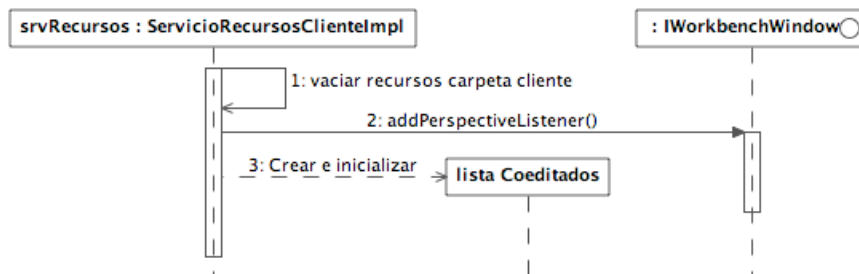 srvRecursos : ServicioRecursosClienteImpl
: IWorkbenchWindow
1: vaciar recursos carpeta cliente
2: addPerspectiveListener()
3: Crear e inicializar
lista Coeditados